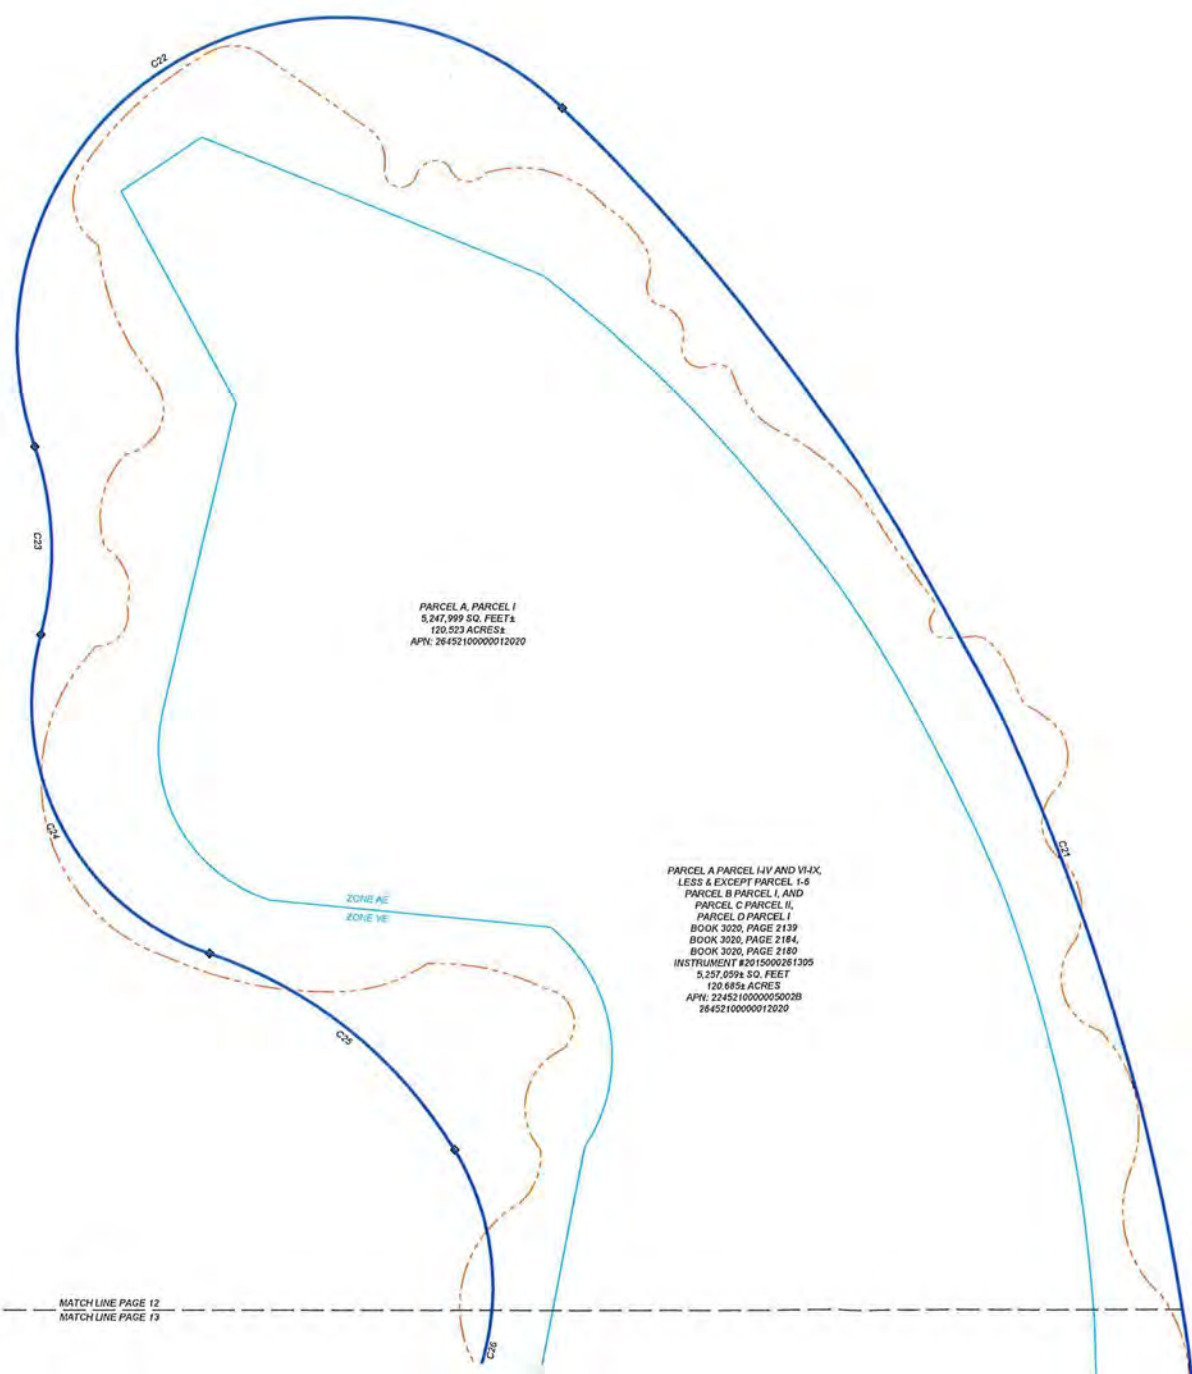 C22
C23
PARCEL A, PARCEL I
5,247,999 SQ. FEET±
120.523 ACRES±
APN: 26452100000012020
C24
C21
ZONE AE
ZONE VE
PARCEL A PARCEL I-IV AND VI-IX,
LESS & EXCEPT PARCEL 1-6
PARCEL B PARCEL I, AND
PARCEL C PARCEL II,
PARCEL D PARCEL I
BOOK 3020, PAGE 2139
BOOK 3020, PAGE 2184,
BOOK 3020, PAGE 2180
INSTRUMENT #2015000261305
5,257,059± SQ. FEET
120.685± ACRES
APN: 2245210000005002B
26452100000012020
C25
MATCH LINE PAGE 12
MATCH LINE PAGE 13
C26